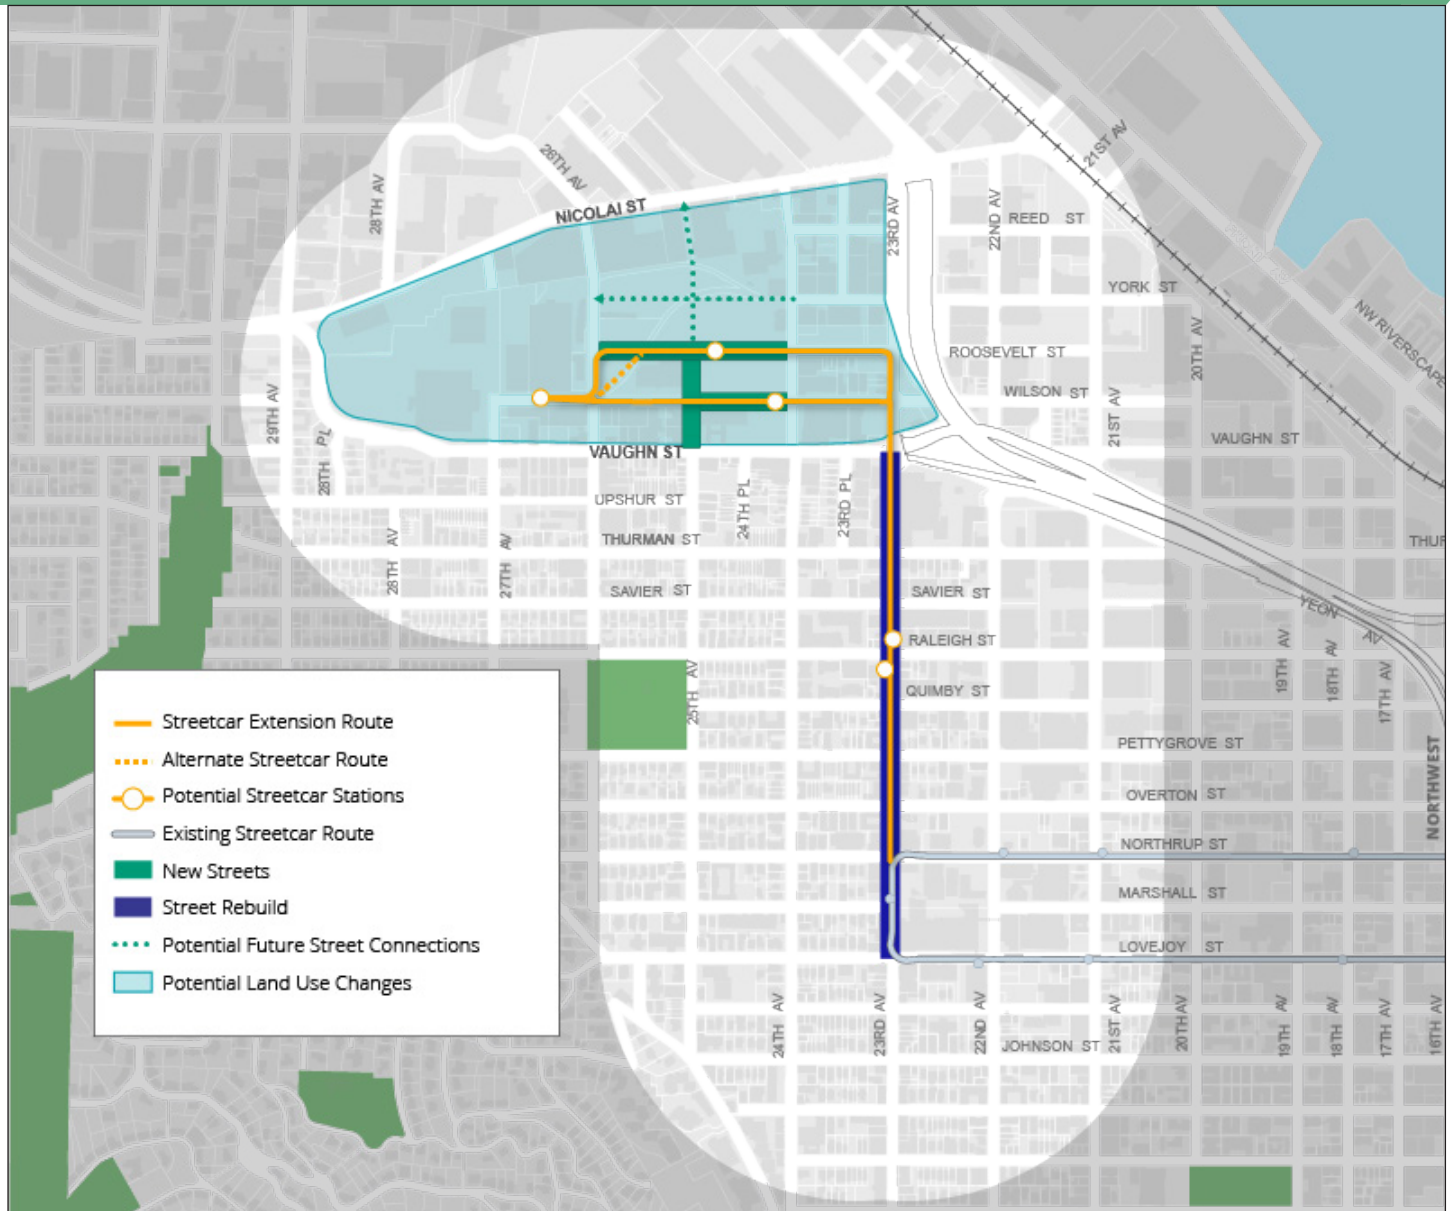 21ST AV
26TH AV
28TH AV
NICOLAI ST
23RD AV
22ND AV
REED ST
YORK ST
NW RIVERSCAPE
20TH AV
ROOSEVELT ST
WILSON ST
29TH AV
28TH PL
21ST AV
VAUGHN ST
VAUGHN ST
UPSHUR ST
24TH PL
23RD PL
THURMAN ST
THUR
28TH AV
27TH AV
SAVIER ST
SAVIER ST
YEON AV
RALEIGH ST
19TH AV
18TH AV
17TH AV
25TH AV
QUIMBY ST
Streetcar Extension Route
Alternate Streetcar Route
Potential Streetcar Stations
Existing Streetcar Route
New Streets
Street Rebuild
Potential Future Street Connections
Potential Land Use Changes
PETTYGROVE ST
NORTHWEST
OVERTON ST
NORTHRUP ST
MARSHALL ST
LOVEJOY ST
24TH AV
23RD AV
22ND AV
JOHNSON ST
21ST AV
20TH AV
19TH AV
18TH AV
17TH AV
16TH AV